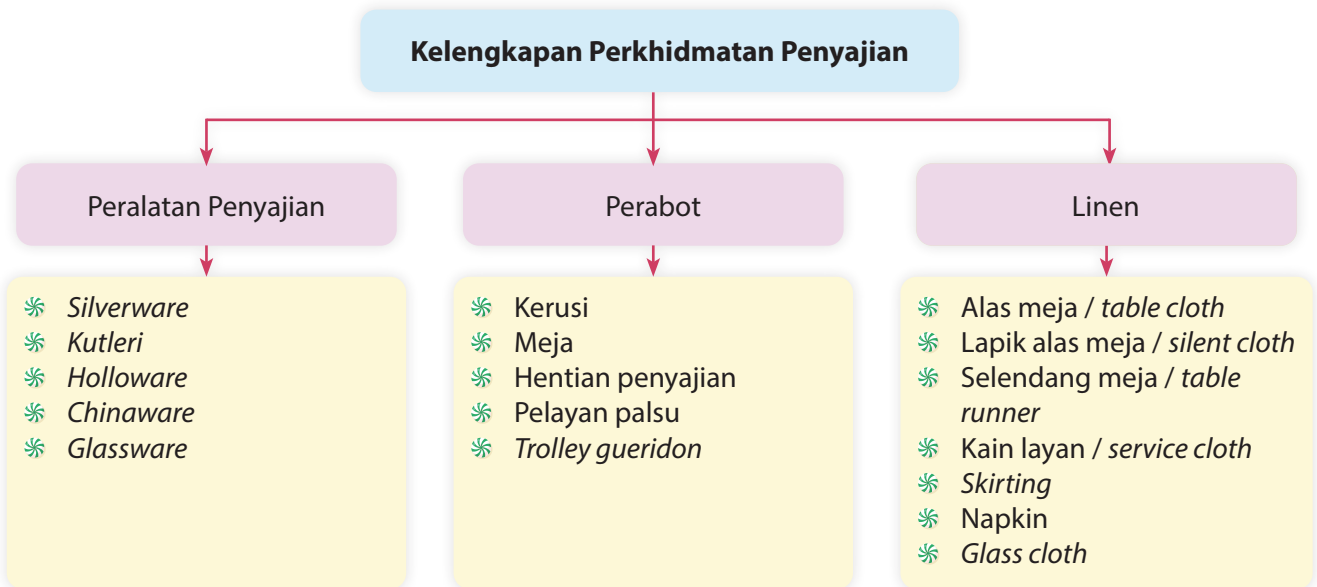 Kelengkapan Perkhidmatan Penyajian
Peralatan Penyajian
Silverware
Kutleri
Holloware
Chinaware
Glassware
Perabot
Kerusi
Meja
Hentian penyajian
Pelayan palsu
Trolley gueridon
Linen
Alas meja / table cloth
Lapik alas meja / silent cloth
Selendang meja / table
runner
Kain layan / service cloth
Skirting
Napkin
Glass cloth